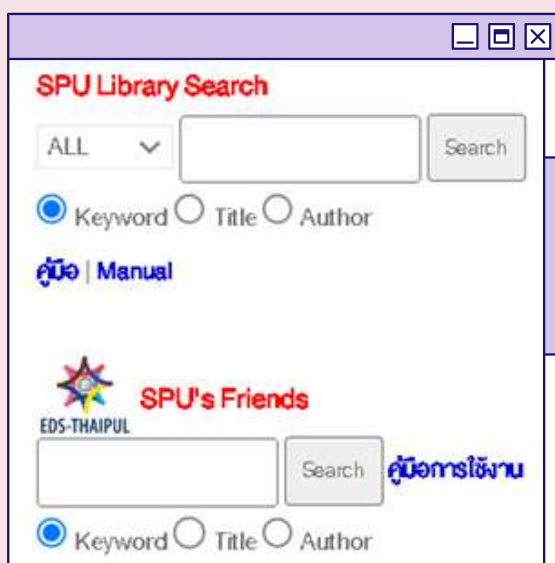 SPU Library Search
ALL Search
Keyword Title Author
คู่มือ | Manual
SPU's Friends
EDS-THAIPUL
Search คู่มือการใช้งาน
Keyword Title Author